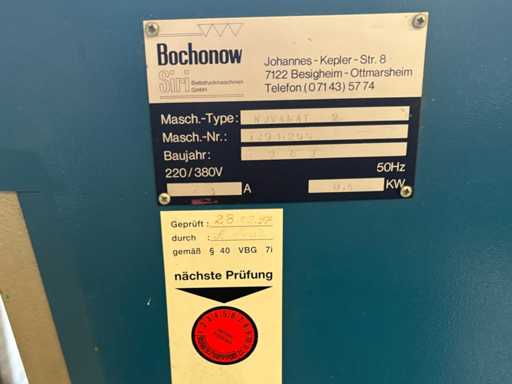 Bochonow
Siri
Siebdruckmaschinen
GmbH
Johannes - Kepler - Str. 8
7122 Besigheim - Ottmarsheim
Telefon (07143) 5774
Masch.-Type:
Masch.-Nr.:
Baujahr:
220/380V
A
50Hz
KW
Geprüft :
durch :
gemäß § 40 VBG 7i
nächste Prüfung